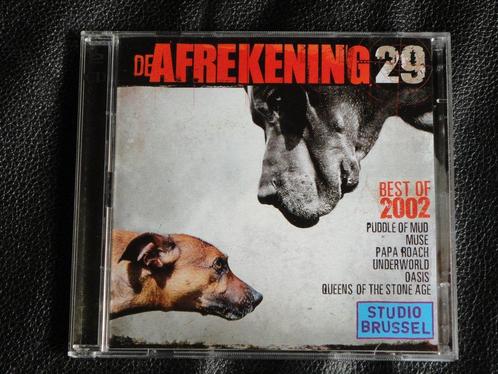 DE AFREKENING 29
BEST OF
2002
PUDDLE OF MUD
MUSE
PAPA ROACH
UNDERWORLD
OASIS
QUEENS OF THE STONE AGE
STUDIO
BRUSSEL